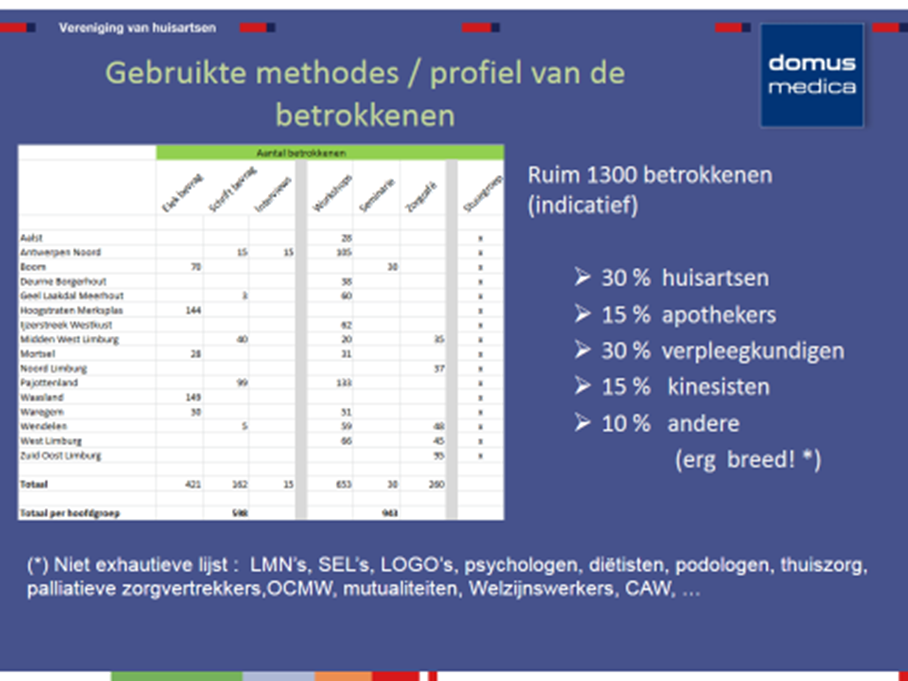 Vereniging van huisartsen
domus
medica
Gebruikte methodes / profiel van de
betrokkenen
Aantal betrokkenen
Elek bevrag Schrift bevrag Interviews Workshops Seminarie Zorgcafé Stuurgroep
Aalst 28 x
Antwerpen Noord 15 15 105 x
Boom 70 30 x
Deurne Borgerhout 38 x
Geel Laakdal Meerhout 3 60 x
Hoogstraten Merksplas 144 x
Ijzerstreek Westkust 62 x
Midden West Limburg 40 20 35 x
Mortsel 28 31 x
Noord Limburg 37 x
Pajottenland 99 133 x
Waasland 149 x
Waregem 30 31 x
Wendelen 5 59 48 x
West Limburg 66 45 x
Zuid Oost Limburg 95 x
Totaal 421 162 15 653 30 260
Totaal per hoofdgroep 598 943
Ruim 1300 betrokkenen
(indicatief)
➢ 30 % huisartsen
➢ 15 % apothekers
➢ 30 % verpleegkundigen
➢ 15 % kinesisten
➢ 10 % andere
(erg breed! *)
(*) Niet exhautieve lijst : LMN's, SEL's, LOGO's, psychologen, diëtisten, podologen, thuiszorg,
palliatieve zorgvertrekkers,OCMW, mutualiteiten, Welzijnswerkers, CAW, ...